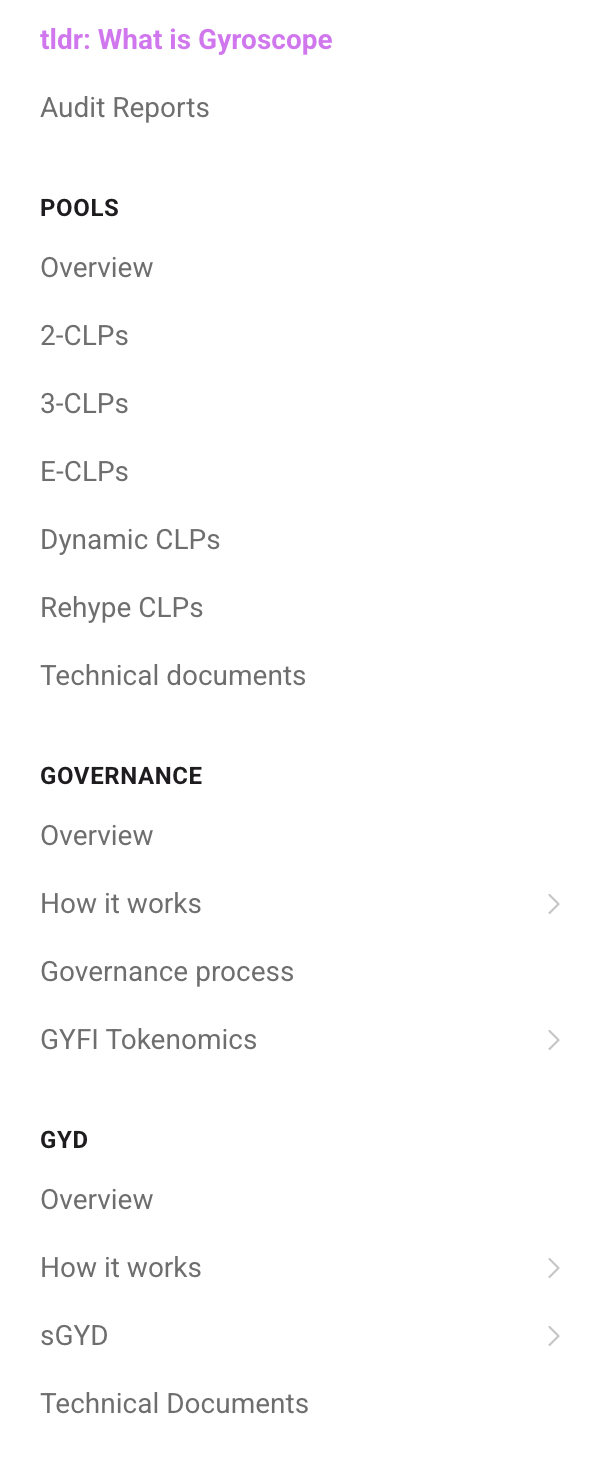 tldr: What is Gyroscope
Audit Reports
POOLS
Overview
2-CLPs
3-CLPs
E-CLPs
Dynamic CLPs
Rehype CLPs
Technical documents
GOVERNANCE
Overview
How it works
Governance process
GYFI Tokenomics
GYD
Overview
How it works
sGYD
Technical Documents